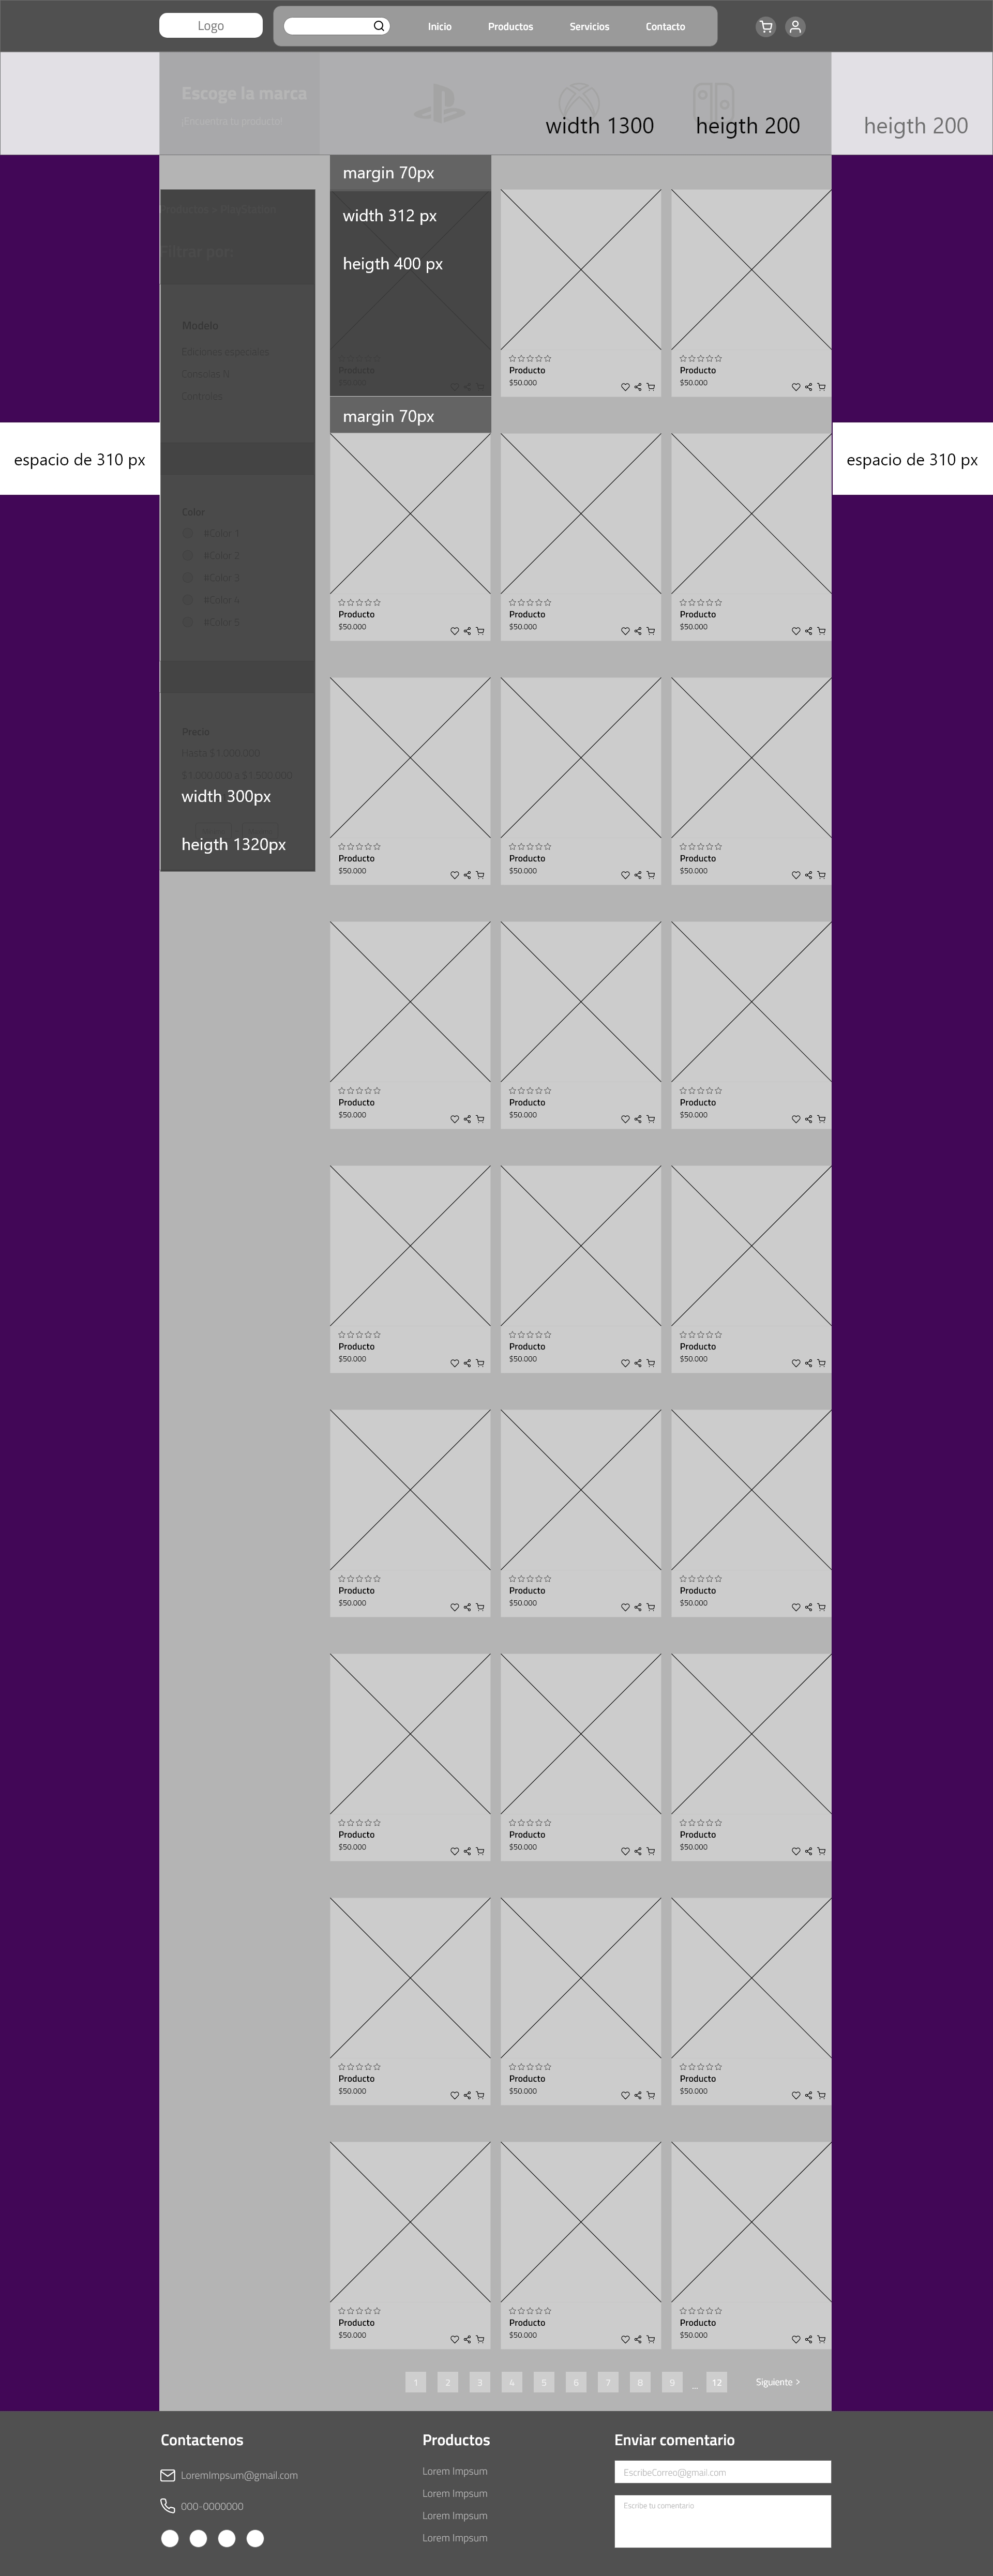 Logo
Inicio Productos Servicios Contacto
Escoge la marca
¡Encuentra tu producto!
width 1300 heigth 200 heigth 200
margin 70px
width 312 px
heigth 400 px
Filtrar por:
Modelo
Ediciones especiales
Consolas N.
Controles
Producto
$50.000
Producto
$50.000
Producto
$50.000
margin 70px
espacio de 310 px
espacio de 310 px
Color
#Color 1
#Color 2
#Color 3
#Color 4
#Color 5
Producto
$50.000
Producto
$50.000
Producto
$50.000
Precio
Hasta $1.000.000
$1.000.000 a $1.500.000
width 300px
heigth 1320px
Producto
$50.000
Producto
$50.000
Producto
$50.000
Producto
$50.000
Producto
$50.000
Producto
$50.000
Producto
$50.000
Producto
$50.000
Producto
$50.000
Producto
$50.000
Producto
$50.000
Producto
$50.000
Producto
$50.000
Producto
$50.000
Producto
$50.000
Producto
$50.000
Producto
$50.000
Producto
$50.000
Producto
$50.000
Producto
$50.000
Producto
$50.000
1 2 3 4 5 6 7 8 9 ... 12 Siguiente >
Contactenos
LoremImpsum@gmail.com
000-0000000
Productos
Lorem Impsum
Lorem Impsum
Lorem Impsum
Lorem Impsum
Enviar comentario
EscribeCorreo@gmail.com
Escribe tu comentario